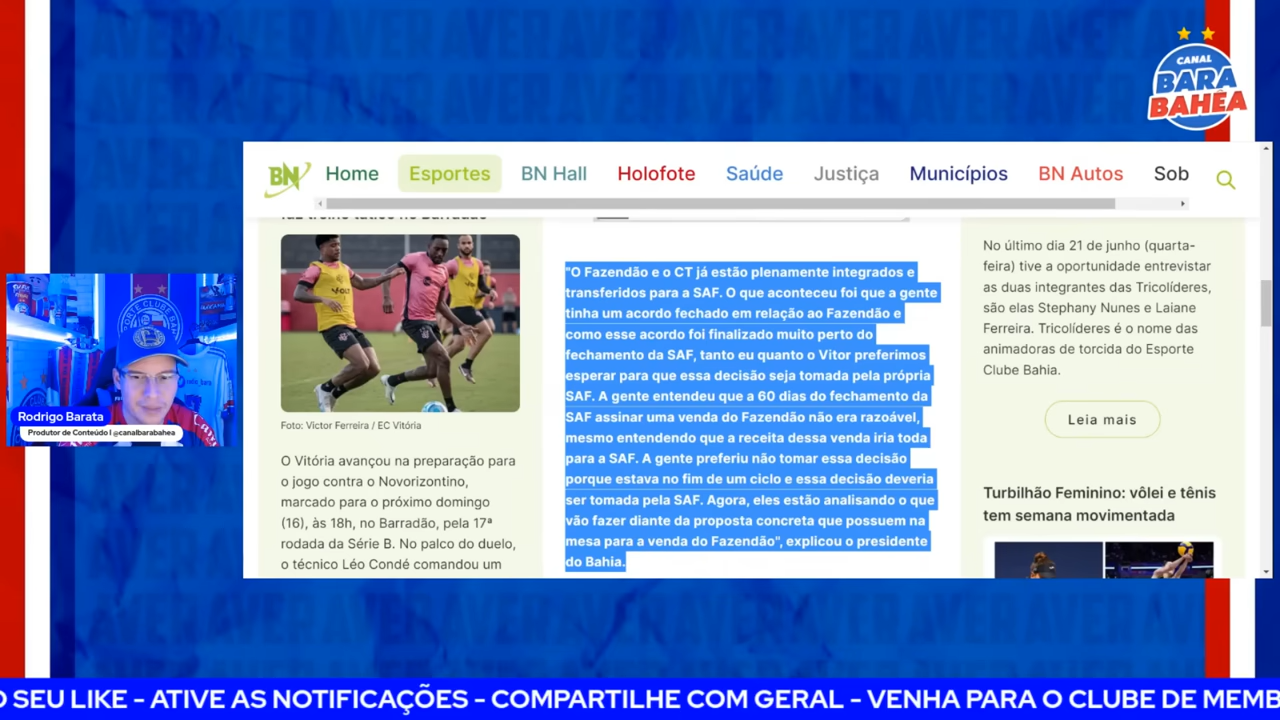 CANAL
BARA
BAHÊA
BN
Home
Esportes
BN Hall
Holofote
Saúde
Justiça
Municípios
BN Autos
Sob
faz treino tático no Barradão
Foto: Victor Ferreira / EC Vitória
O Vitória avançou na preparação para
o jogo contra o Novorizontino,
marcado para o próximo domingo
(16), às 18h, no Barradão, pela 17ª
rodada da Série B. No palco do duelo,
o técnico Léo Condé comandou um
"O Fazendão e o CT já estão plenamente integrados e
transferidos para a SAF. O que aconteceu foi que a gente
tinha um acordo fechado em relação ao Fazendão e
como esse acordo foi finalizado muito perto do
fechamento da SAF, tanto eu quanto o Vitor preferimos
esperar para que essa decisão seja tomada pela própria
SAF. A gente entendeu que a 60 dias do fechamento da
SAF assinar uma venda do Fazendão não era razoável,
mesmo entendendo que a receita dessa venda iria toda
para a SAF. A gente preferiu não tomar essa decisão
porque estava no fim de um ciclo e essa decisão deveria
ser tomada pela SAF. Agora, eles estão analisando o que
vão fazer diante da proposta concreta que possuem na
mesa para a venda do Fazendão", explicou o presidente
do Bahia.
No último dia 21 de junho (quarta-
feira) tive a oportunidade entrevistar
as duas integrantes das Tricolíderes,
são elas Stephany Nunes e Laiane
Ferreira. Tricolíderes é o nome das
animadoras de torcida do Esporte
Clube Bahia.
Leia mais
Turbilhão Feminino: vôlei e tênis
tem semana movimentada
Rodrigo Barata
Produtor de Conteúdo | @canalbarabahea
O SEU LIKE - ATIVE AS NOTIFICAÇÕES - COMPARTILHE COM GERAL - VENHA PARA O CLUBE DE MEMB